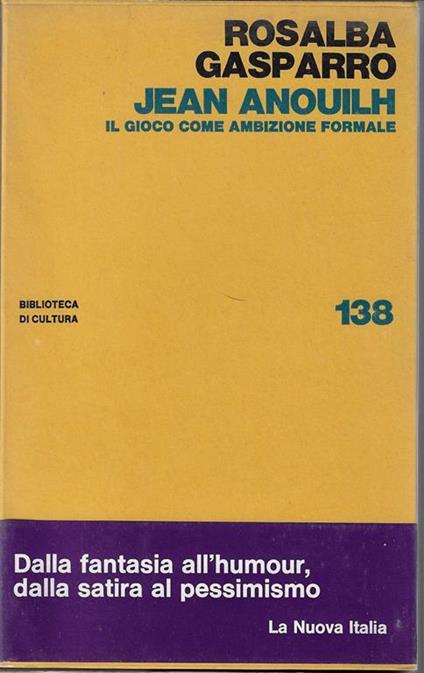 ROSALBA
GASPARRO
JEAN ANOUILH
IL GIOCO COME AMBIZIONE FORMALE
BIBLIOTECA
DI CULTURA
138
Dalla fantasia all'humour,
dalla satira al pessimismo
La Nuova Italia